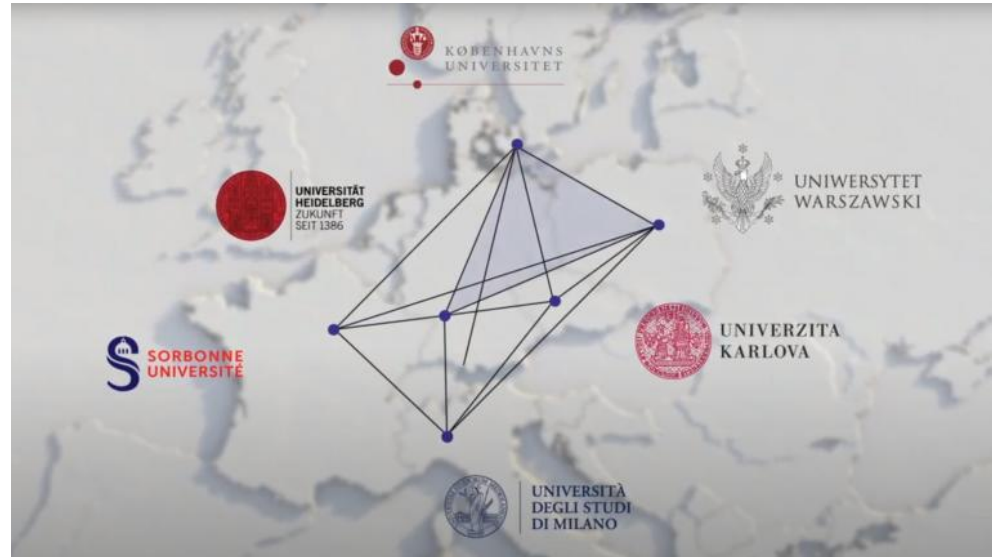 KØBENHAVNS
UNIVERSITET
UNIVERSITÄT
HEIDELBERG
ZUKUNFT
SEIT 1386
UNIWERSYTET
WARSZAWSKI
SORBONNE
UNIVERSITÉ
S
UNIVERZITA
KARLOVA
UNIVERSITÀ
DEGLI STUDI
DI MILANO